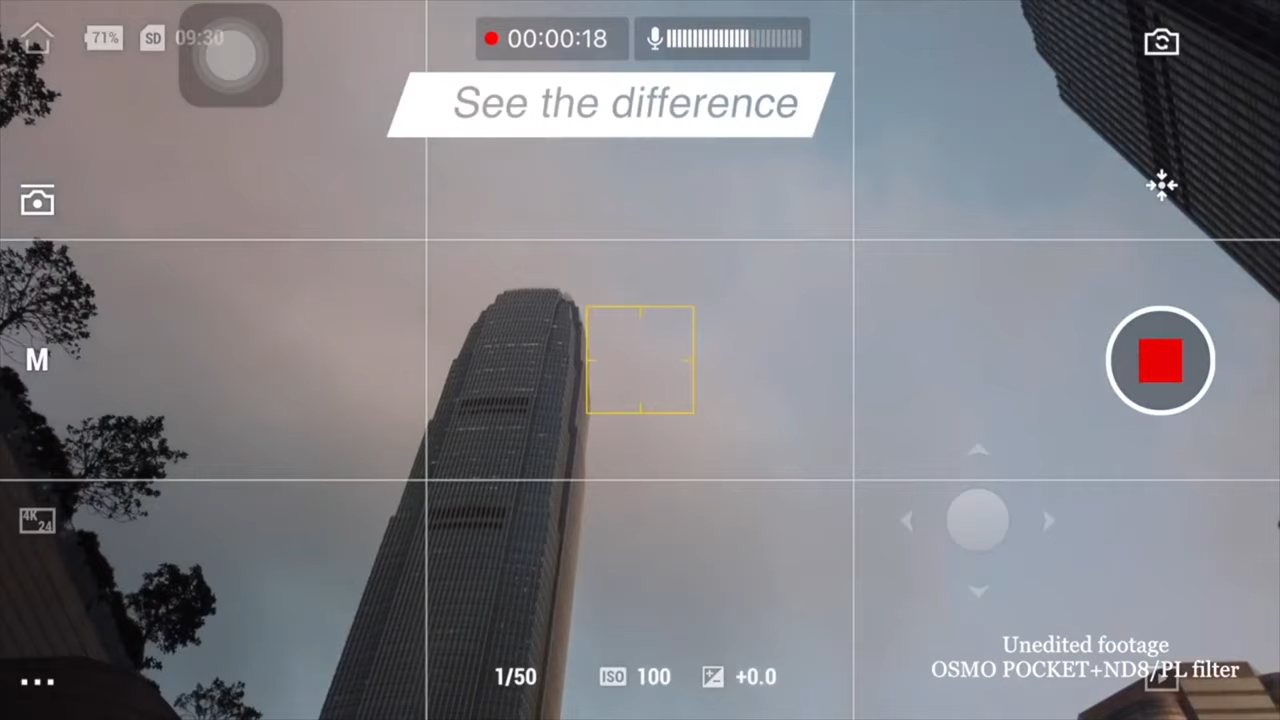 71% SD 09:30 00:00:18
See the difference
M
4K
24
1/50 ISO 100 +0.0
Unedited footage
OSMO POCKET+ND8/PL filter